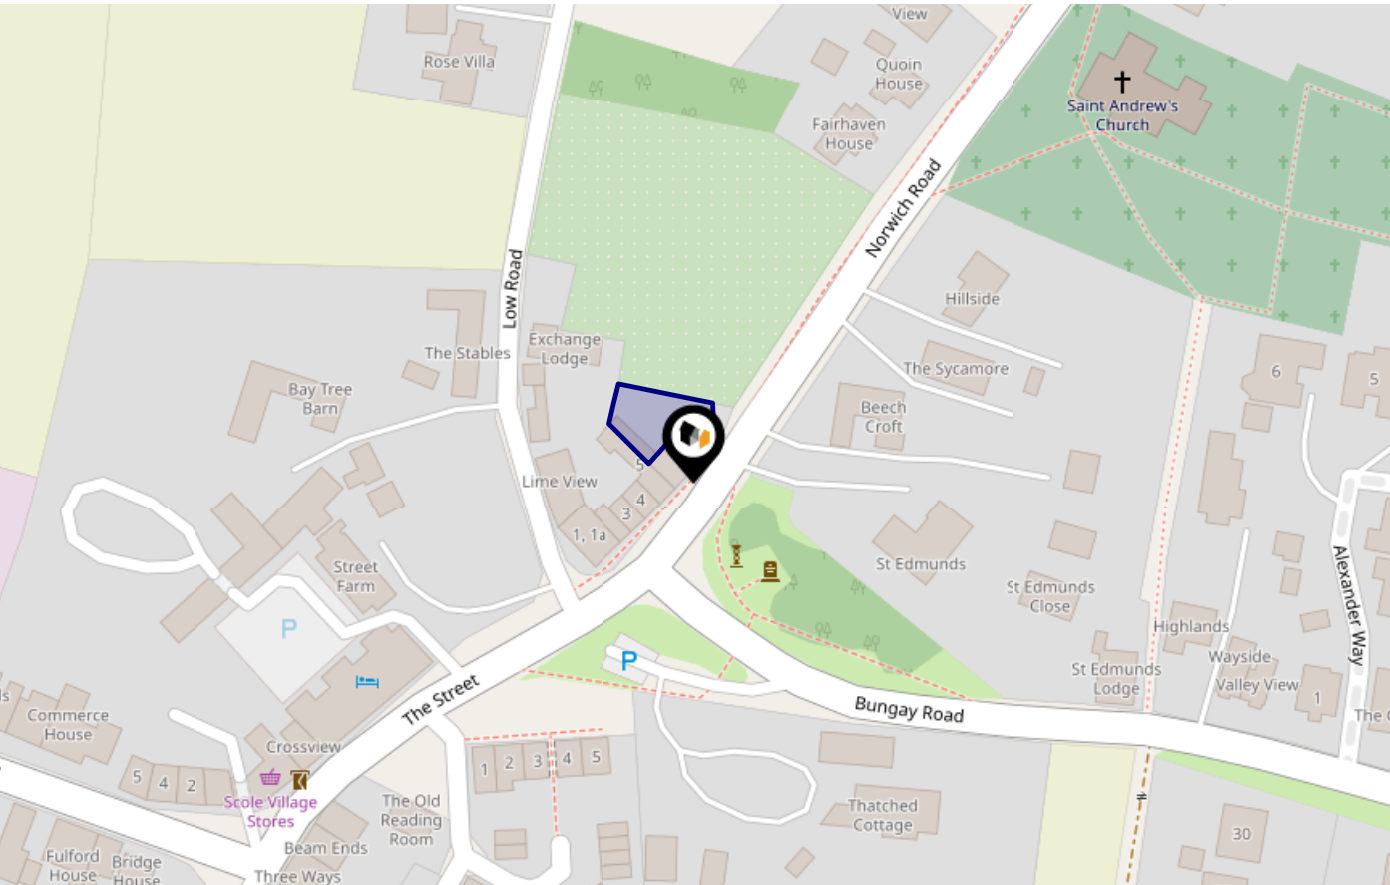 View
Rose Villa
Quoin
House
Saint Andrew's
Church
Fairhaven
House
Norwich Road
Low Road
Hillside
The Stables
Exchange
Lodge
The Sycamore
6
5
Bay Tree
Barn
Beech
Croft
5
Lime View
4
3
1, 1a
Street
Farm
St Edmunds
St Edmunds
Close
Alexander Way
P
Highlands
P
Wayside
St Edmunds
Lodge
Valley View
1
The Street
Bungay Road
Commerce
House
The C
Crossview
1
2
3
4
5
5
4
2
Scole Village
Stores
The Old
Reading
Room
Thatched
Cottage
30
Beam Ends
Fulford
House
Bridge
House
Three Ways